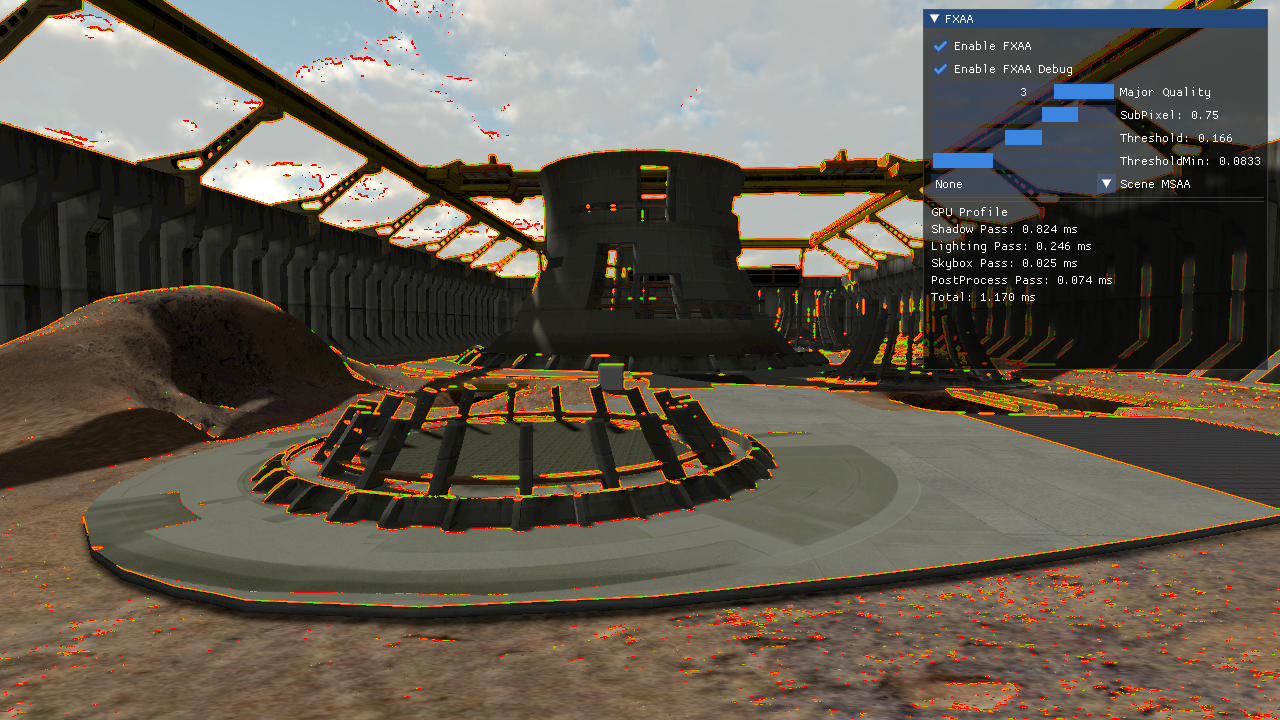 FXAA
Enable FXAA
Enable FXAA Debug
3 Major Quality
SubPixel: 0.75
Threshold: 0.166
ThresholdMin: 0.0833
None Scene MSAA
GPU Profile
Shadow Pass: 0.824 ms
Lighting Pass: 0.246 ms
Skybox Pass: 0.025 ms
PostProcess Pass: 0.074 ms
Total: 1.170 ms